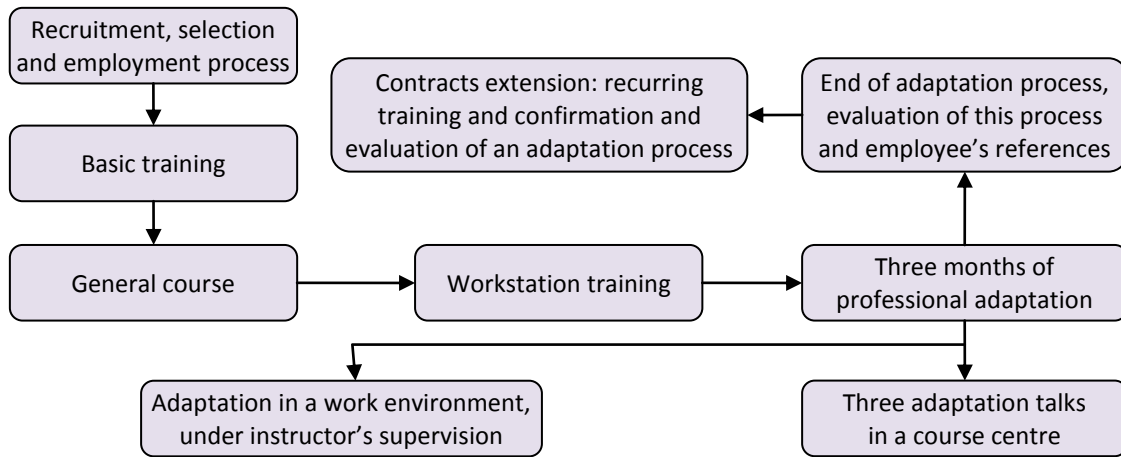 Recruitment, selection
and employment process
Contracts extension: recurring
training and confirmation and
evaluation of an adaptation process
End of adaptation process,
evaluation of this process
and employee’s references
Basic training
General course
Workstation training
Three months of
professional adaptation
Adaptation in a work environment,
under instructor’s supervision
Three adaptation talks
in a course centre